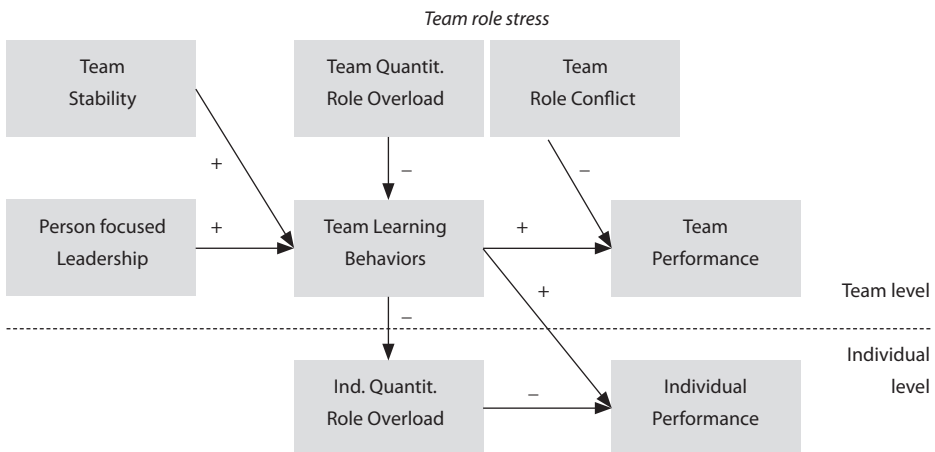 Team role stress
Team
Stability
Team Quantit.
Role Overload
Team
Role Conflict
+
–
–
Person focused
Leadership
+
Team Learning
Behaviors
+
Team
Performance
+
Team level
–
Individual
level
Ind. Quantit.
Role Overload
–
Individual
Performance